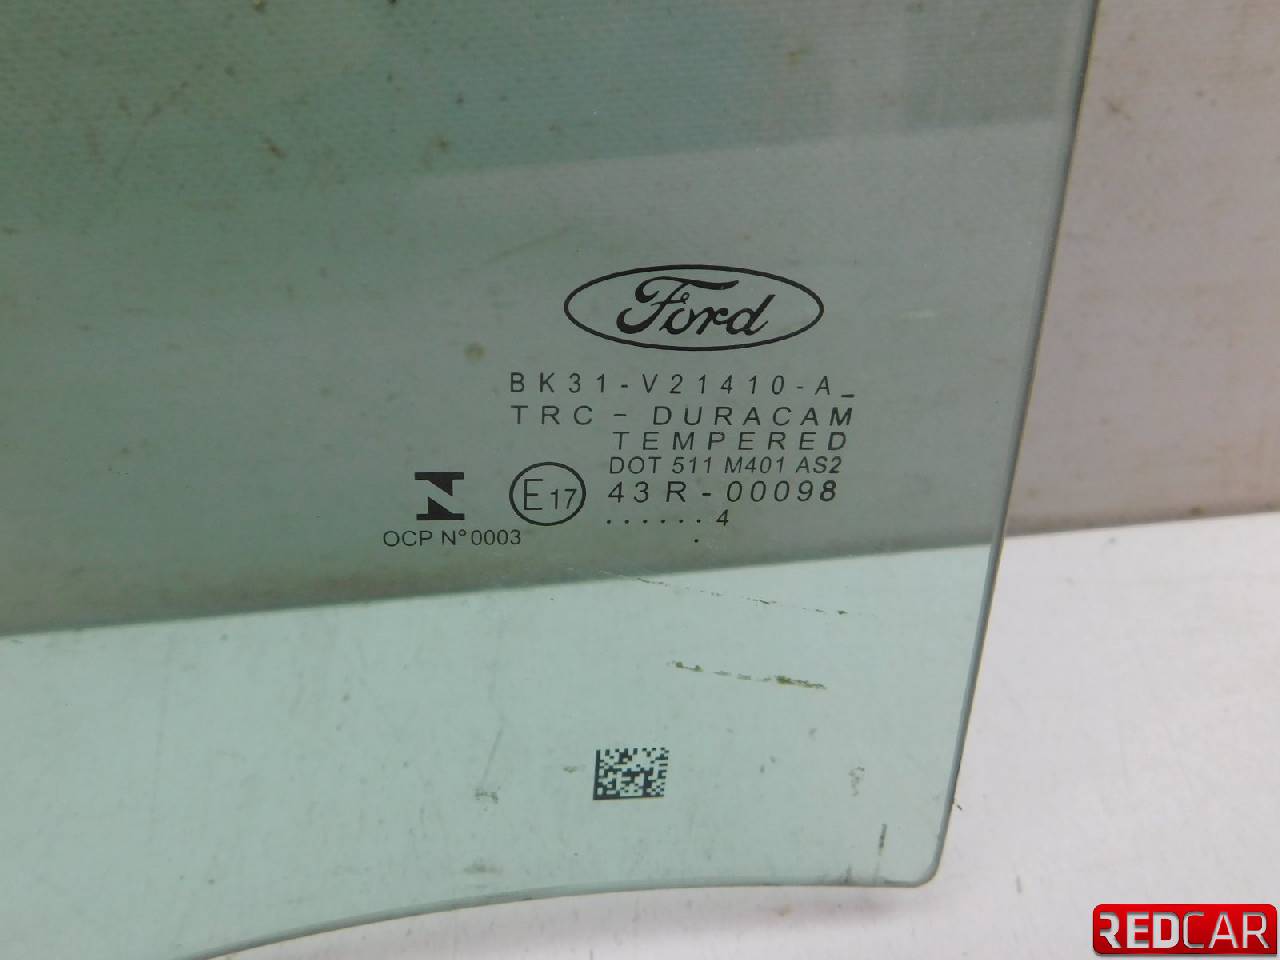 Ford
BK31-V21410-A_
TRC - DURACAM
TEMPERED
DOT 511 M401 AS2
E17 43R-00098
......4
.
OCP N°0003
REDCAR